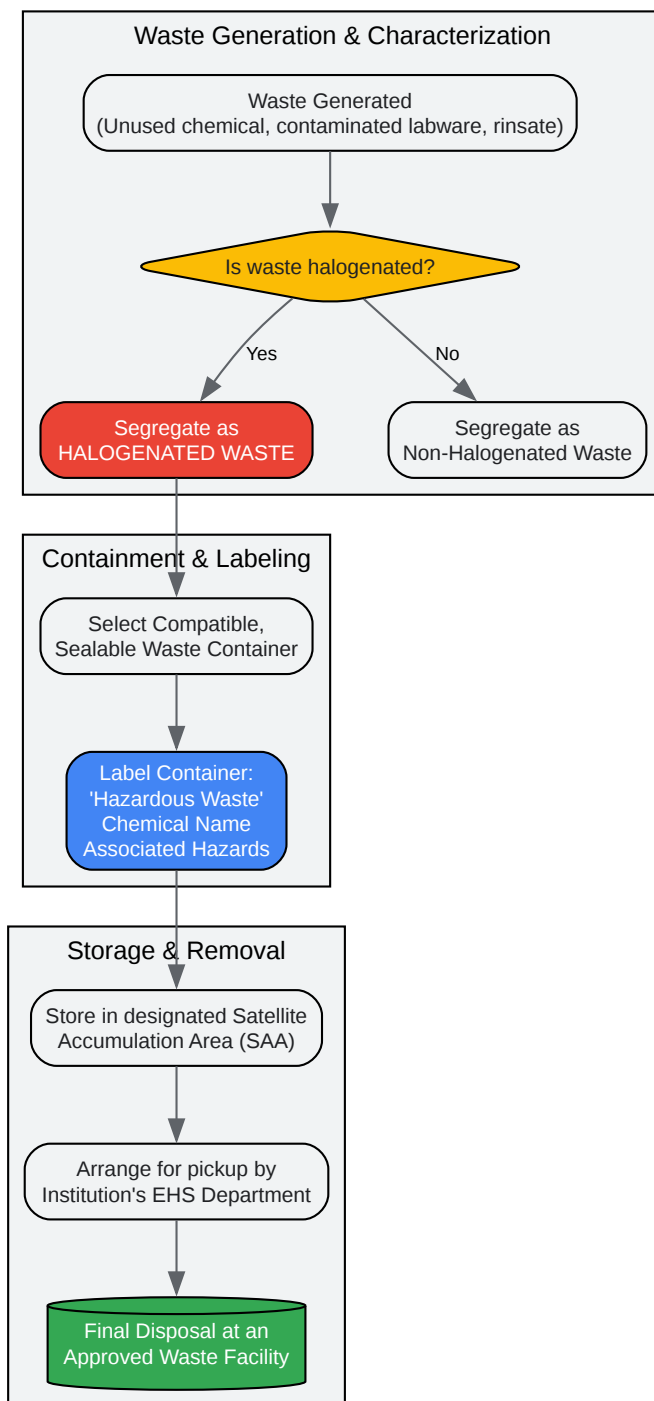 Waste Generation & Characterization
Waste Generated
(Unused chemical, contaminated labware, rinsate)
Is waste halogenated?
Yes
No
Segregate as
HALOGENATED WASTE
Segregate as
Non-Halogenated Waste
Containment & Labeling
Select Compatible,
Sealable Waste Container
Label Container:
'Hazardous Waste'
Chemical Name
Associated Hazards
Storage & Removal
Store in designated Satellite
Accumulation Area (SAA)
Arrange for pickup by
Institution's EHS Department
Final Disposal at an
Approved Waste Facility